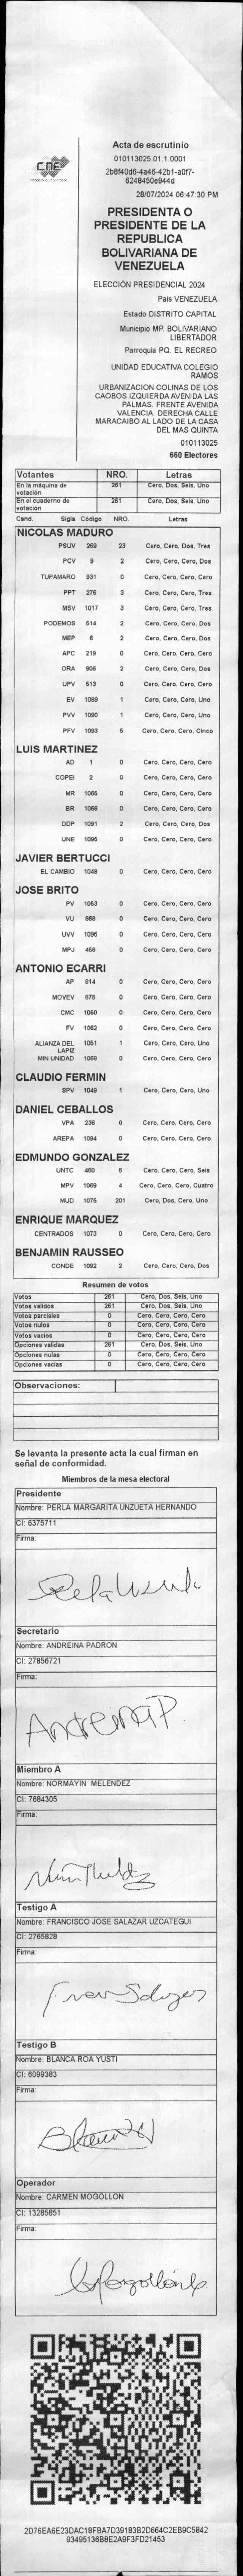 CNE
Acta de escrutinio
010113025.01.1.0001
2b8f40d6-4a46-42b1-a0f7-
6248450e944d
28/07/2024 06:47:30 PM
PRESIDENTA O
PRESIDENTE DE LA
REPUBLICA
BOLIVARIANA DE
VENEZUELA
ELECCIÓN PRESIDENCIAL 2024
Pais VENEZUELA
Estado DISTRITO CAPITAL
Municipio MP. BOLIVARIANO
LIBERTADOR
Parroquia PQ. EL RECREO
UNIDAD EDUCATIVA COLEGIO
RAMOS
URBANIZACION COLINAS DE LOS
CAOBOS IZQUIERDA AVENIDA LAS
PALMAS. FRENTE AVENIDA
VALENCIA. DERECHA CALLE
MARACAIBO AL LADO DE LA CASA
DEL MAS QUINTA
010113025
660 Electores
Votantes NRO. Letras
En la máquina de votación 261 Cero, Dos, Seis, Uno
En el cuaderno de votación 261 Cero, Dos, Seis, Uno
Cand. Sigla Código NRO. Letras
NICOLAS MADURO
PSUV 269 23 Cero, Cero, Dos, Tres
PCV 9 2 Cero, Cero, Cero, Dos
TUPAMARO 931 0 Cero, Cero, Cero, Cero
PPT 276 3 Cero, Cero, Cero, Tres
MSV 1017 3 Cero, Cero, Cero, Tres
PODEMOS 514 2 Cero, Cero, Cero, Dos
MEP 6 2 Cero, Cero, Cero, Dos
APC 219 0 Cero, Cero, Cero, Cero
ORA 906 2 Cero, Cero, Cero, Dos
UPV 513 0 Cero, Cero, Cero, Cero
EV 1089 1 Cero, Cero, Cero, Uno
PVV 1090 1 Cero, Cero, Cero, Uno
PFV 1093 5 Cero, Cero, Cero, Cinco
LUIS MARTINEZ
AD 1 0 Cero, Cero, Cero, Cero
COPEI 2 0 Cero, Cero, Cero, Cero
MR 1065 0 Cero, Cero, Cero, Cero
BR 1066 0 Cero, Cero, Cero, Cero
DDP 1091 2 Cero, Cero, Cero, Dos
UNE 1095 0 Cero, Cero, Cero, Cero
JAVIER BERTUCCI
EL CAMBIO 1048 0 Cero, Cero, Cero, Cero
JOSE BRITO
PV 1053 0 Cero, Cero, Cero, Cero
VU 868 0 Cero, Cero, Cero, Cero
UVV 1096 0 Cero, Cero, Cero, Cero
MPJ 458 0 Cero, Cero, Cero, Cero
ANTONIO ECARRI
AP 814 0 Cero, Cero, Cero, Cero
MOVEV 878 0 Cero, Cero, Cero, Cero
CMC 1050 0 Cero, Cero, Cero, Cero
FV 1062 0 Cero, Cero, Cero, Cero
ALIANZA DEL LAPIZ 1051 1 Cero, Cero, Cero, Uno
MIN UNIDAD 1068 0 Cero, Cero, Cero, Cero
CLAUDIO FERMIN
SPV 1049 1 Cero, Cero, Cero, Uno
DANIEL CEBALLOS
VPA 236 0 Cero, Cero, Cero, Cero
AREPA 1094 0 Cero, Cero, Cero, Cero
EDMUNDO GONZALEZ
UNTC 460 6 Cero, Cero, Cero, Seis
MPV 1069 4 Cero, Cero, Cero, Cuatro
MUD 1075 201 Cero, Dos, Cero, Uno
ENRIQUE MARQUEZ
CENTRADOS 1073 0 Cero, Cero, Cero, Cero
BENJAMIN RAUSSEO
CONDE 1092 2 Cero, Cero, Cero, Dos
Resumen de votos
Votos 261 Cero, Dos, Seis, Uno
Votos validos 261 Cero, Dos, Seis, Uno
Votos parciales 0 Cero, Cero, Cero, Cero
Votos nulos 0 Cero, Cero, Cero, Cero
Votos vacios 0 Cero, Cero, Cero, Cero
Opciones validas 261 Cero, Dos, Seis, Uno
Opciones nulas 0 Cero, Cero, Cero, Cero
Opciones vacias 0 Cero, Cero, Cero, Cero
Observaciones:
Se levanta la presente acta la cual firman en
señal de conformidad.
Miembros de la mesa electoral
Presidente
Nombre: PERLA MARGARITA UNZUETA HERNANDO
CI: 6375711
Firma:
Secretario
Nombre: ANDREINA PADRON
CI: 27856721
Firma:
Andreina P.
Miembro A
Nombre: NORMAYIN MELENDEZ
CI: 7684305
Firma:
Testigo A
Nombre: FRANCISCO JOSE SALAZAR UZCATEGUI
CI: 2765828
Firma:
Testigo B
Nombre: BLANCA ROA YUSTI
CI: 6099383
Firma:
Operador
Nombre: CARMEN MOGOLLON
CI: 13285851
Firma:
2D76EA6E23DAC18FBA7D39183B2D664C2EB9C5842
93495136B8E2A9F3FD21453